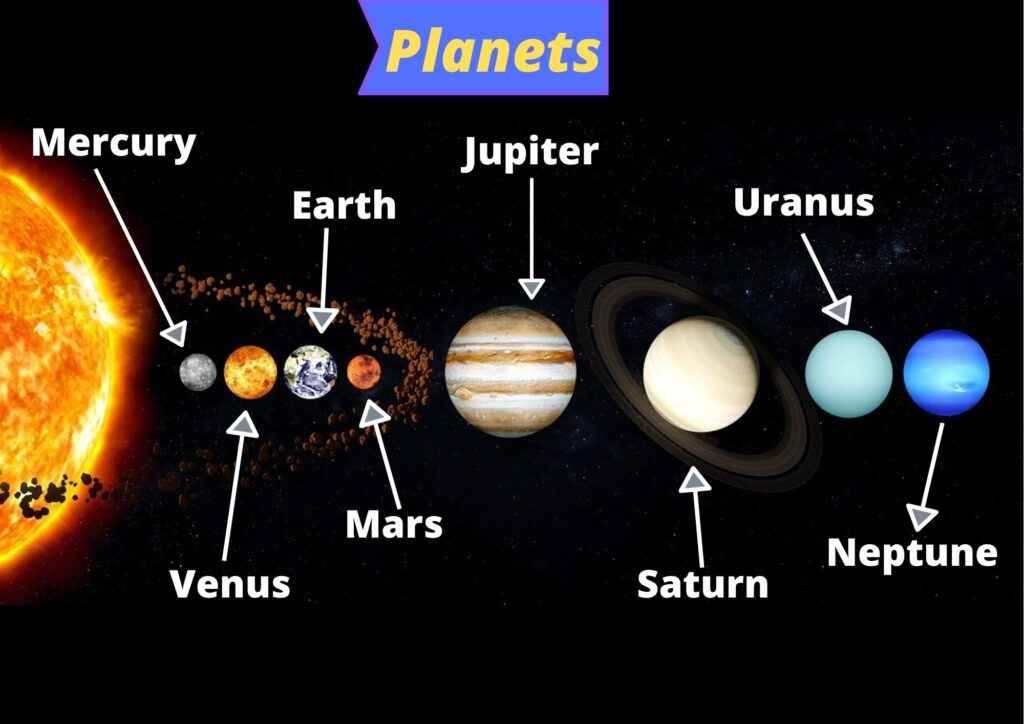 Planets
Mercury
Jupiter
Earth
Uranus
Mars
Neptune
Venus
Saturn